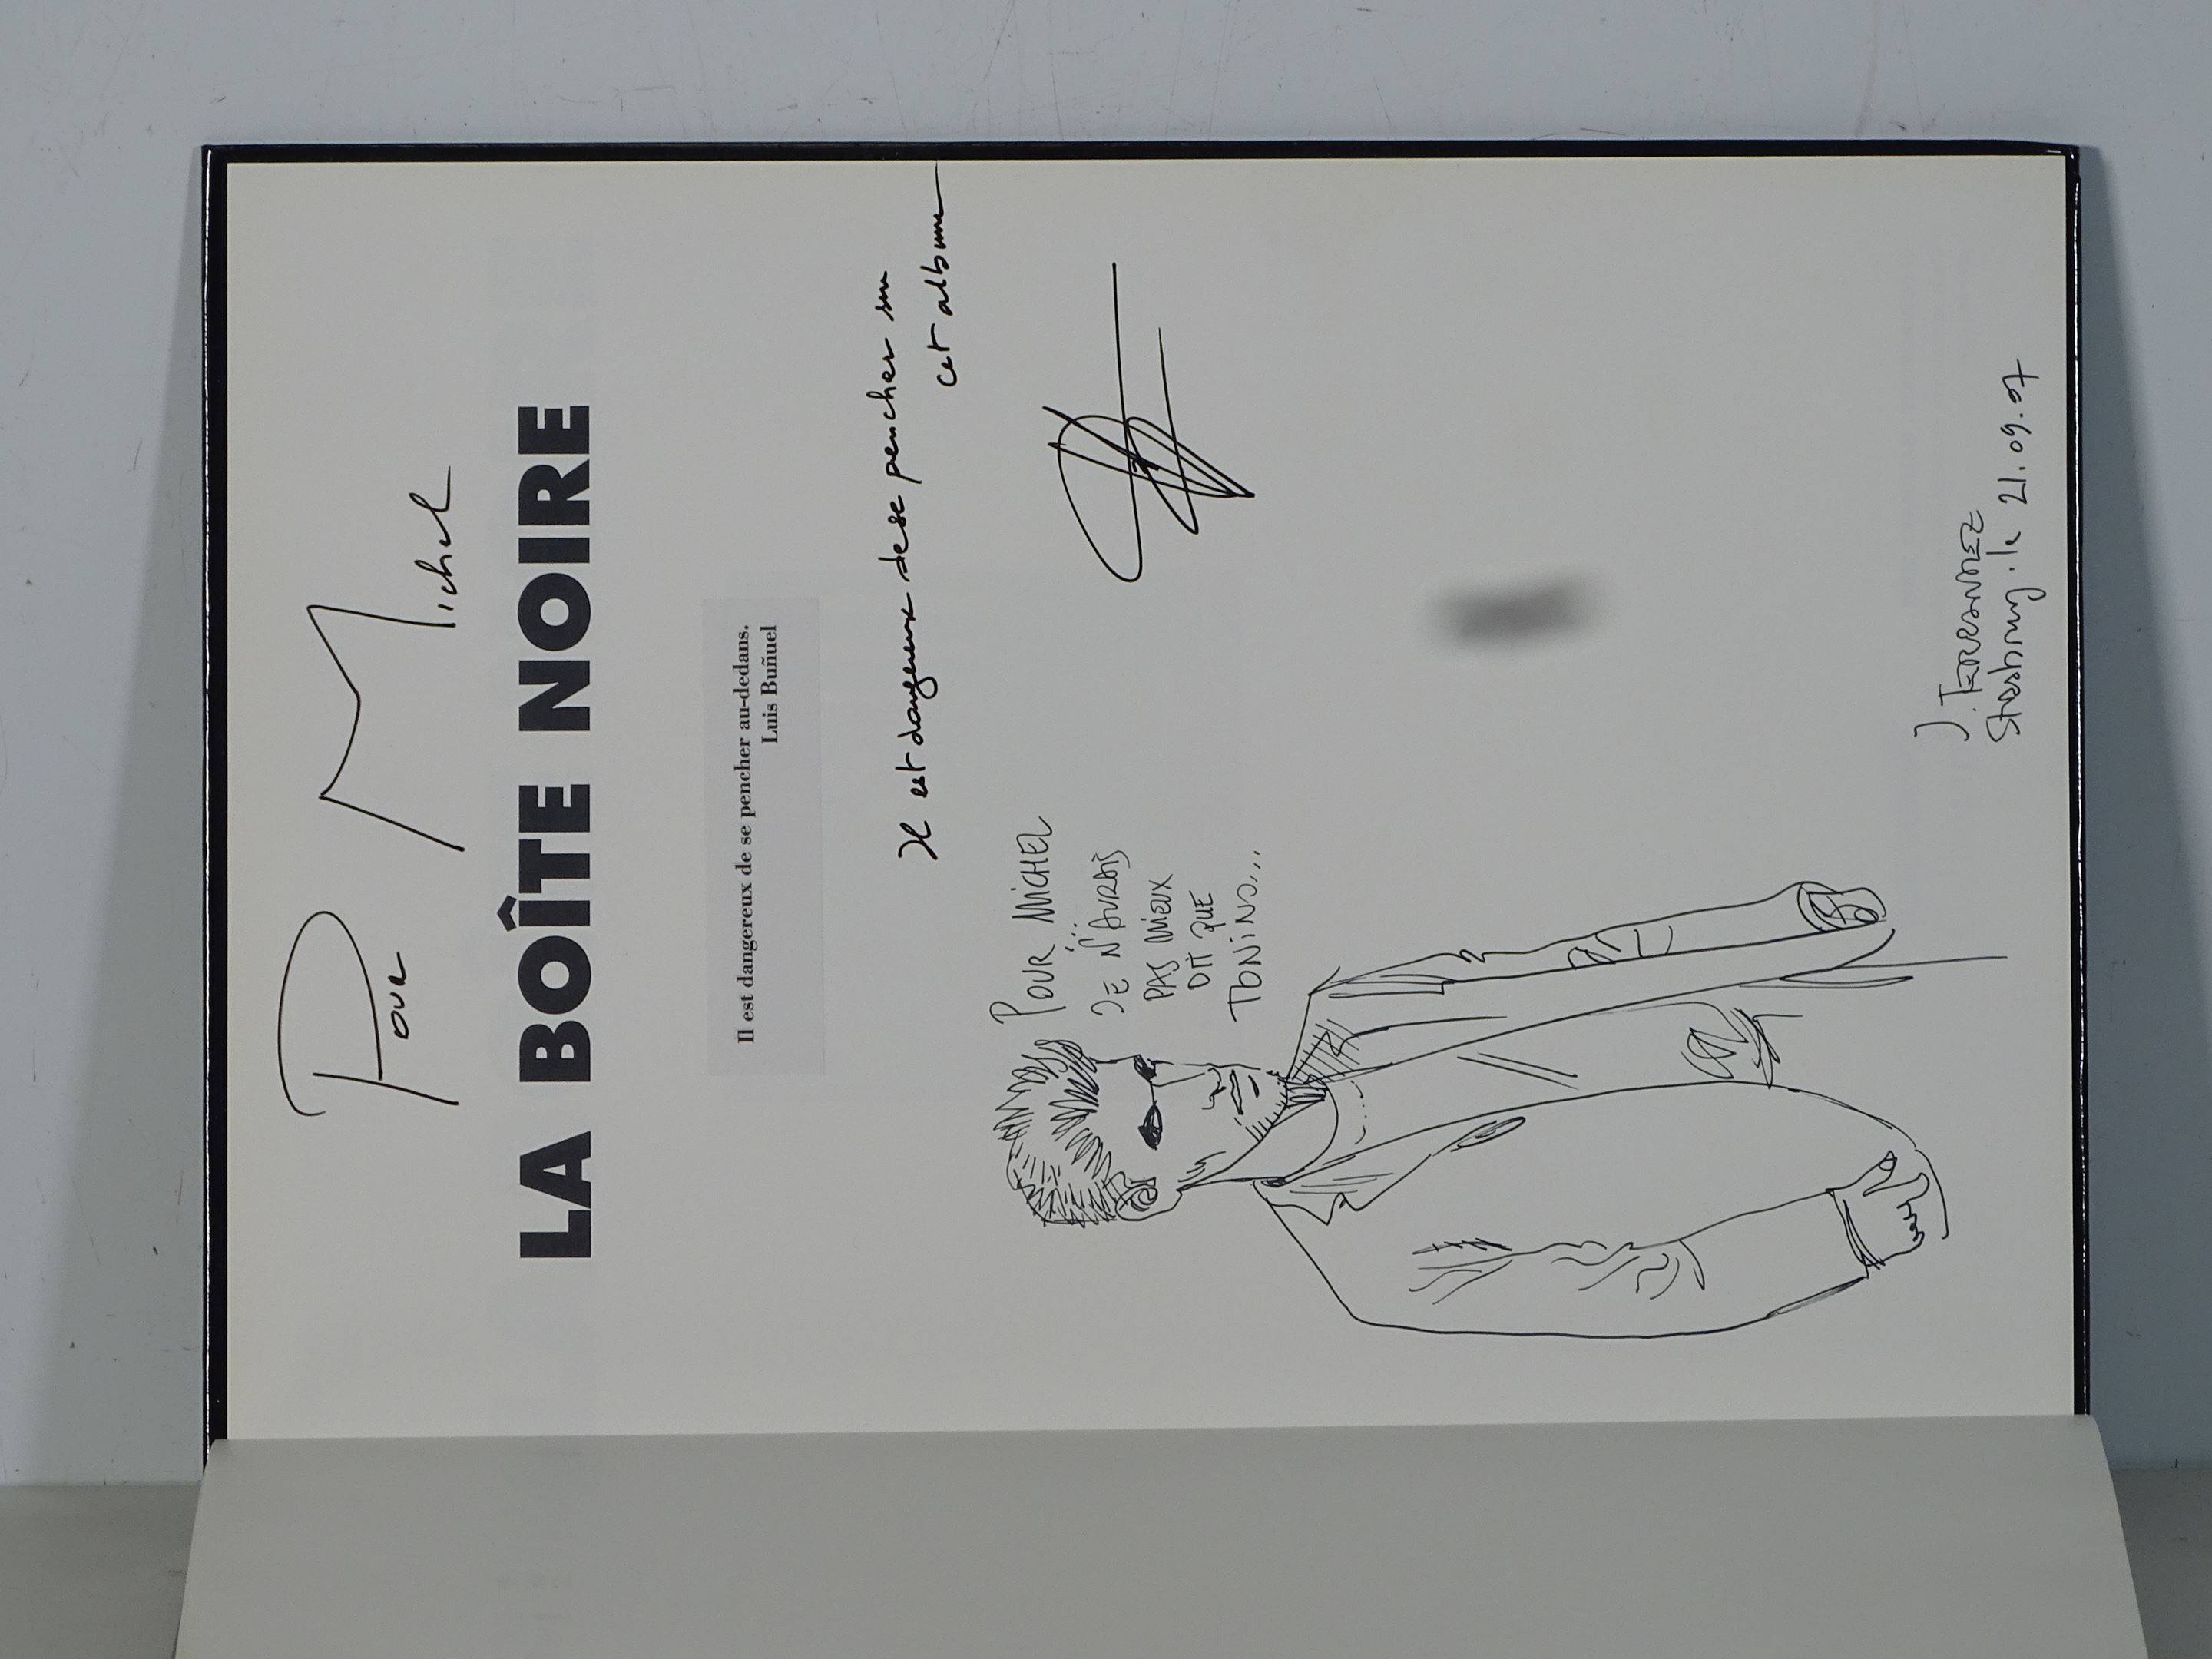 Pour Michel
LA BOÎTE NOIRE
Il est dangereux de se pencher au-dedans.
Luis Buñuel
Il est dangereux de se pencher sur
cet album
POUR MICHEL
...
JE N'AURAIS
PAS MIEUX
DIT QUE
TONINO...
J. FERRANDEZ
Strasbourg. le 21.09.07